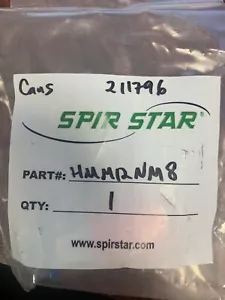 Cans 211796
SPIR STAR®
PART#: HMMRNM8
QTY: 1
www.spirstar.com